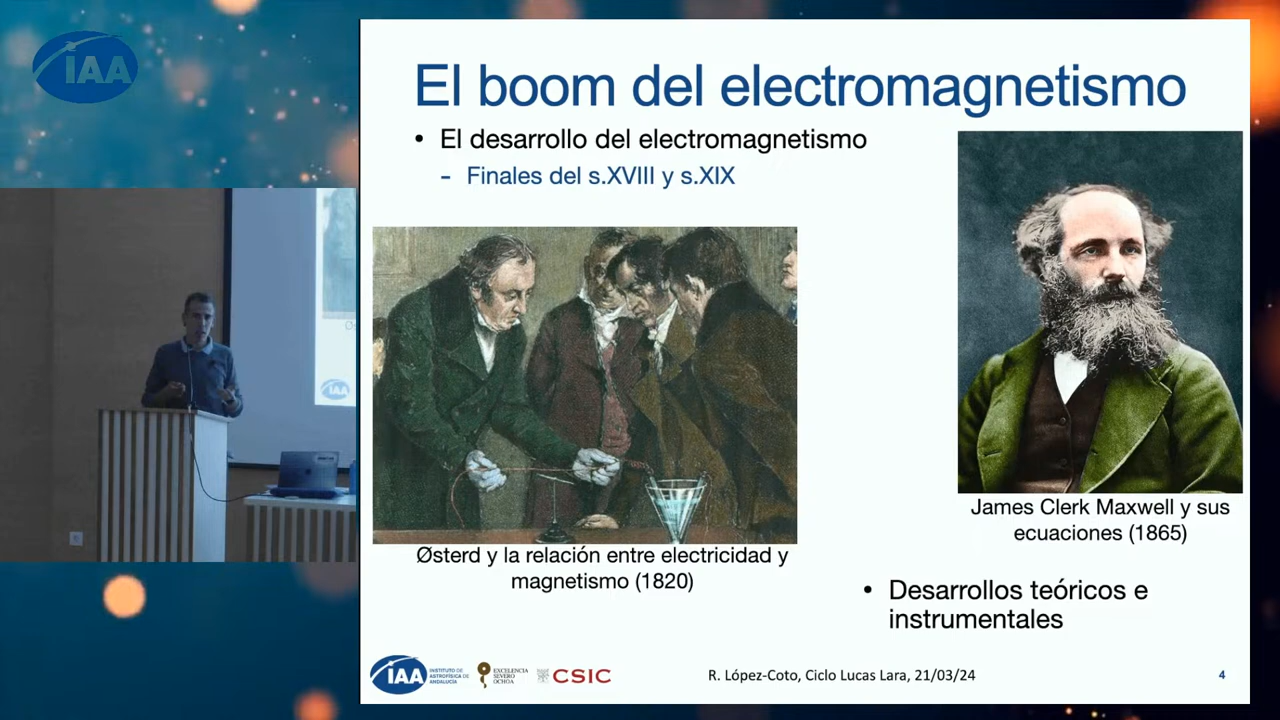 IAA
El boom del electromagnetismo
• El desarrollo del electromagnetismo
- Finales del s.XVIII y s.XIX
IAA
Østerd y la relación entre electricidad y
magnetismo (1820)
James Clerk Maxwell y sus
ecuaciones (1865)
• Desarrollos teóricos e
instrumentales
IAA
INSTITUTO DE
ASTROFÍSICA DE
ANDALUCÍA
EXCELENCIA
SEVERO
OCHOA
CSIC
R. López-Coto, Ciclo Lucas Lara, 21/03/24
4